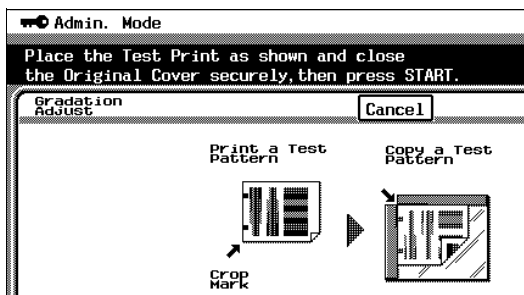 Admin. Mode
Place the Test Print as shown and close
the Original Cover securely,then press START.
Gradation
Adjust
Cancel
Print a Test
Pattern
Copy a Test
Pattern
Crop
Mark